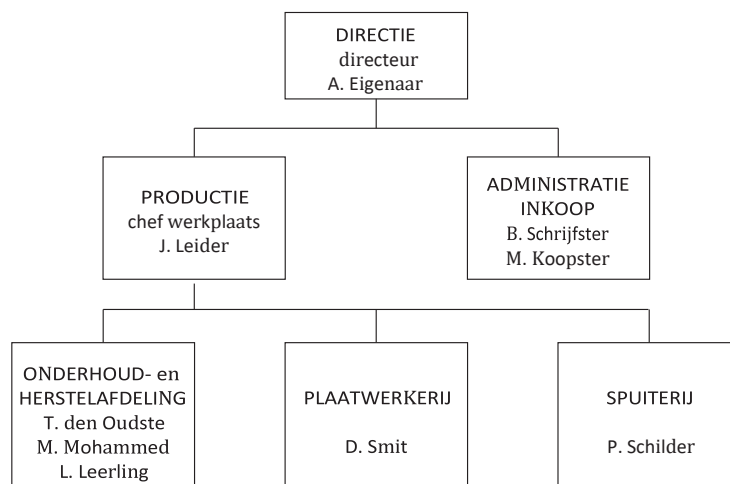 DIRECTIE
directeur
A. Eigenaar
PRODUCTIE
chef werkplaats
J. Leider
ADMINISTRATIE
INKOOP
B. Schrijfster
M. Koopster
ONDERHOUD- en
HERSTELAFDELING
T. den Oudste
M. Mohammed
L. Leerling
PLAATWERKERIJ
D. Smit
SPUITERIJ
P. Schilder